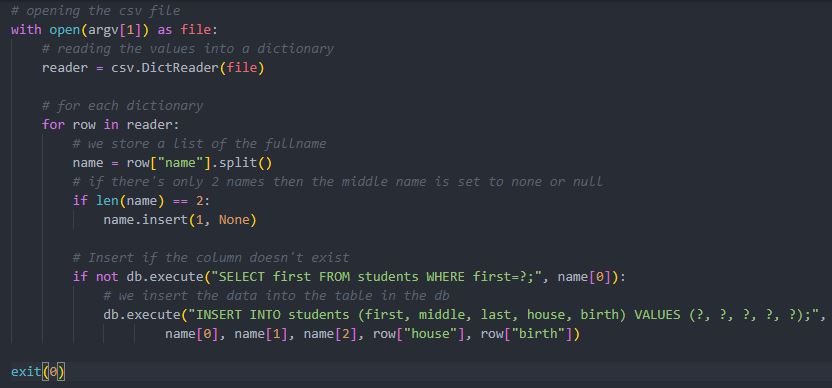 # opening the csv file
with open(argv[1]) as file:
# reading the values into a dictionary
reader = csv.DictReader(file)
# for each dictionary
for row in reader:
# we store a list of the fullname
name = row["name"].split()
# if there's only 2 names then the middle name is set to none or null
if len(name) == 2:
name.insert(1, None)
# Insert if the column doesn't exist
if not db.execute("SELECT first FROM students WHERE first=?;", name[0]):
# we insert the data into the table in the db
db.execute("INSERT INTO students (first, middle, last, house, birth) VALUES (?, ?, ?, ?, ?);",
name[0], name[1], name[2], row["house"], row["birth"])
exit(0)